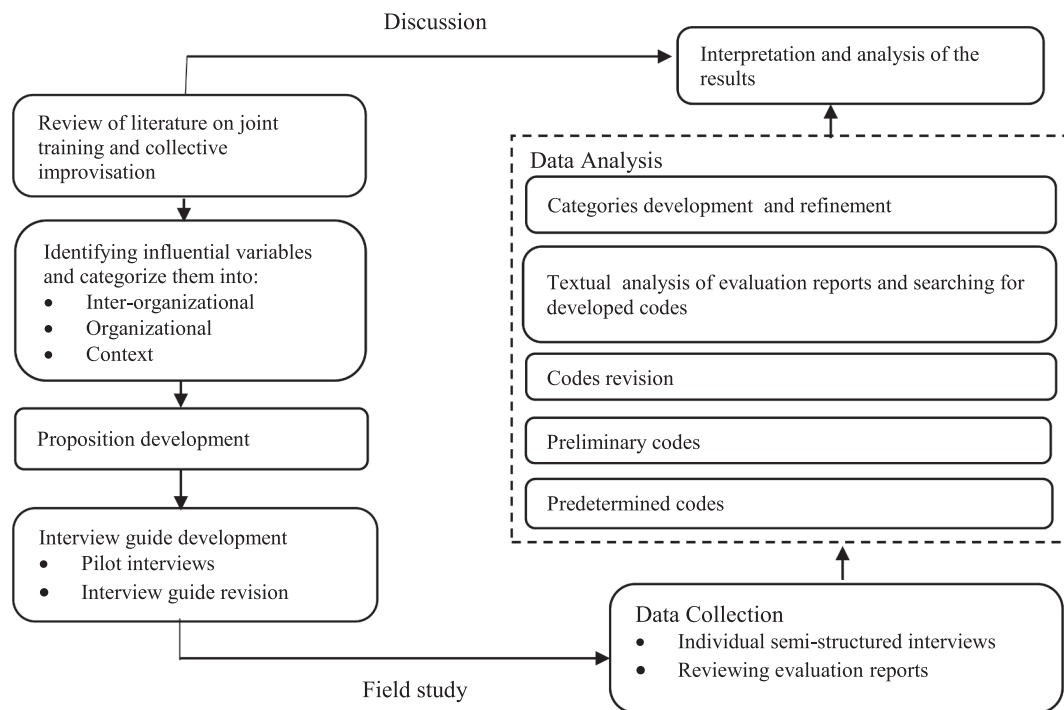 Discussion
Review of literature on joint
training and collective
improvisation
Identifying influential variables
and categorize them into:
• Inter-organizational
• Organizational
• Context
Proposition development
Interview guide development
• Pilot interviews
• Interview guide revision
Field study
Data Collection
• Individual semi-structured interviews
• Reviewing evaluation reports
Interpretation and analysis of the
results
Data Analysis
Categories development and refinement
Textual analysis of evaluation reports and searching for
developed codes
Codes revision
Preliminary codes
Predetermined codes